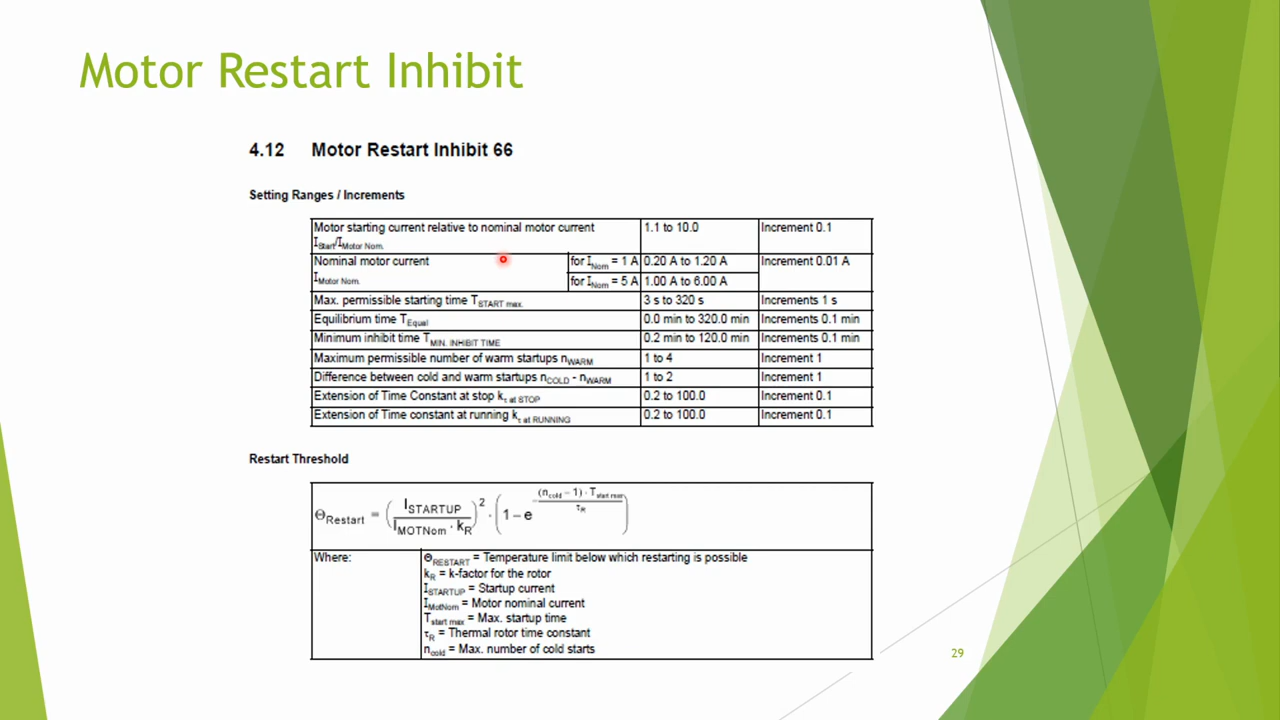 Motor Restart Inhibit
4.12 Motor Restart Inhibit 66
Setting Ranges / Increments
Motor starting current relative to nominal motor current 1.1 to 10.0 Increment 0.1
IStart/IMotor Nom.
Nominal motor current for INom = 1 A 0.20 A to 1.20 A Increment 0.01 A
IMotor Nom. for INom = 5 A 1.00 A to 6.00 A
Max. permissible starting time TSTART max. 3 s to 320 s Increments 1 s
Equilibrium time TEqual 0.0 min to 320.0 min Increments 0.1 min
Minimum inhibit time TMIN. INHIBIT TIME 0.2 min to 120.0 min Increments 0.1 min
Maximum permissible number of warm startups nWARM 1 to 4 Increment 1
Difference between cold and warm startups nCOLD - nWARM 1 to 2 Increment 1
Extension of Time Constant at stop kτ at STOP 0.2 to 100.0 Increment 0.1
Extension of Time constant at running kτ at RUNNING 0.2 to 100.0 Increment 0.1
Restart Threshold
ΘRestart = (ISTARTUP / IMOTNom · kR)² · (1 – e^(–(ncold – 1) · Tstart max / τR))
Where: ΘRESTART = Temperature limit below which restarting is possible
kR = k-factor for the rotor
ISTARTUP = Startup current
IMotNom = Motor nominal current
Tstart max = Max. startup time
τR = Thermal rotor time constant
ncold = Max. number of cold starts
29